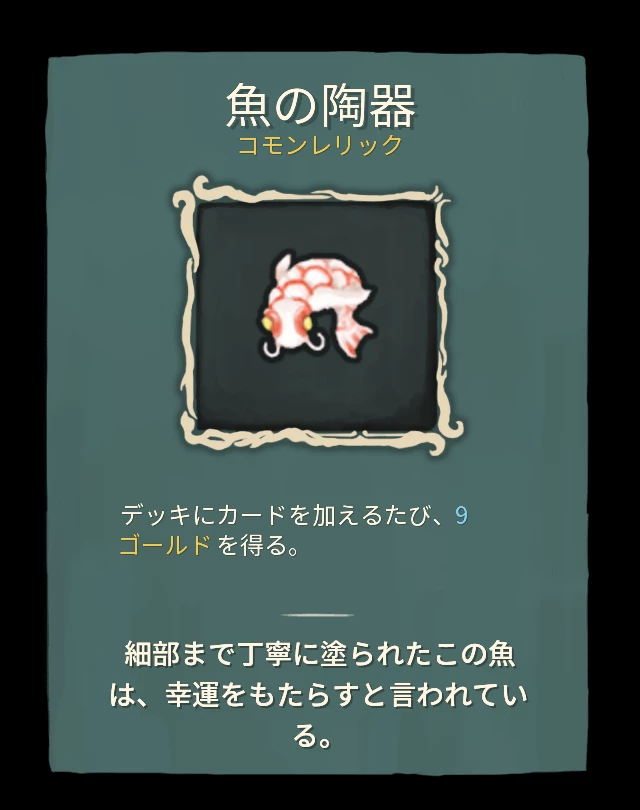 魚の陶器
コモンレリック
デッキにカードを加えるたび、9
ゴールドを得る。
細部まで丁寧に塗られたこの魚
は、幸運をもたらすと言われてい
る。